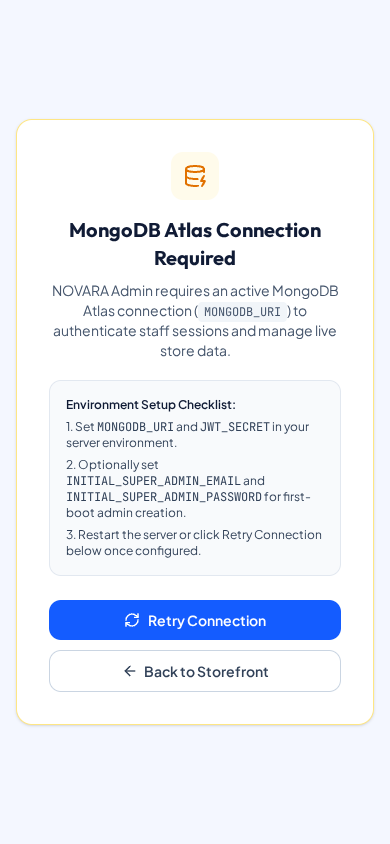 MongoDB Atlas Connection
Required
NOVARA Admin requires an active MongoDB
Atlas connection ( MONGODB_URI ) to
authenticate staff sessions and manage live
store data.
Environment Setup Checklist:
1. Set MONGODB_URI and JWT_SECRET in your
server environment.
2. Optionally set
INITIAL_SUPER_ADMIN_EMAIL and
INITIAL_SUPER_ADMIN_PASSWORD for first-
boot admin creation.
3. Restart the server or click Retry Connection
below once configured.
Retry Connection
Back to Storefront